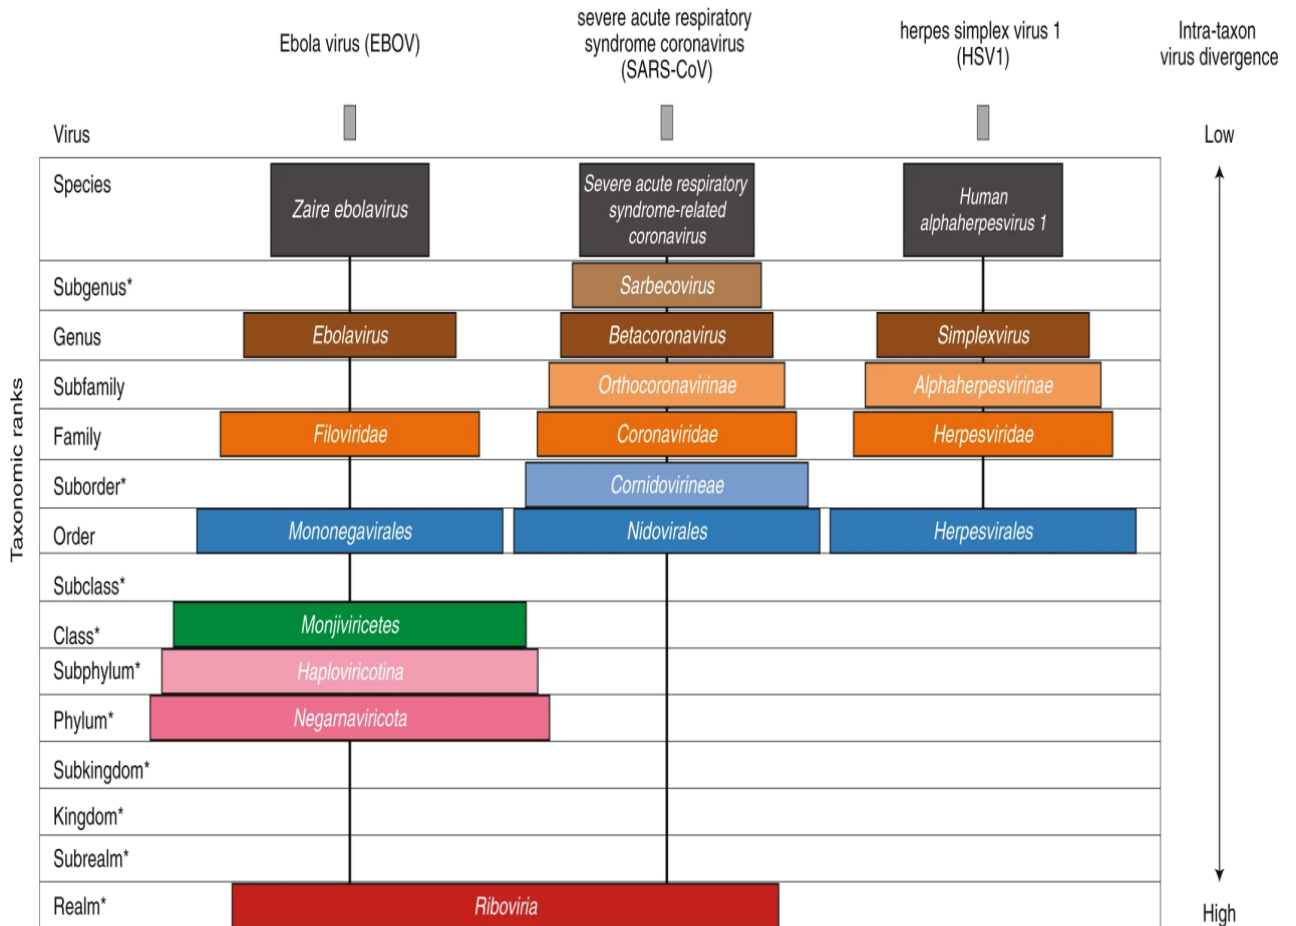 Ebola virus (EBOV)
severe acute respiratory
syndrome coronavirus
(SARS-CoV)
herpes simplex virus 1
(HSV1)
Intra-taxon
virus divergence
Virus
Low
Taxonomic ranks
Species
Zaire ebolavirus
Severe acute respiratory
syndrome-related
coronavirus
Human
alphaherpesvirus 1
Subgenus*
Sarbecovirus
Genus
Ebolavirus
Betacoronavirus
Simplexvirus
Subfamily
Orthocoronavirinae
Alphaherpesvirinae
Family
Filoviridae
Coronaviridae
Herpesviridae
Suborder*
Cornidovirineae
Order
Mononegavirales
Nidovirales
Herpesvirales
Subclass*
Class*
Monjiviricetes
Subphylum*
Haploviricotina
Phylum*
Negarnaviricota
Subkingdom*
Kingdom*
Subrealm*
Realm*
Riboviria
High